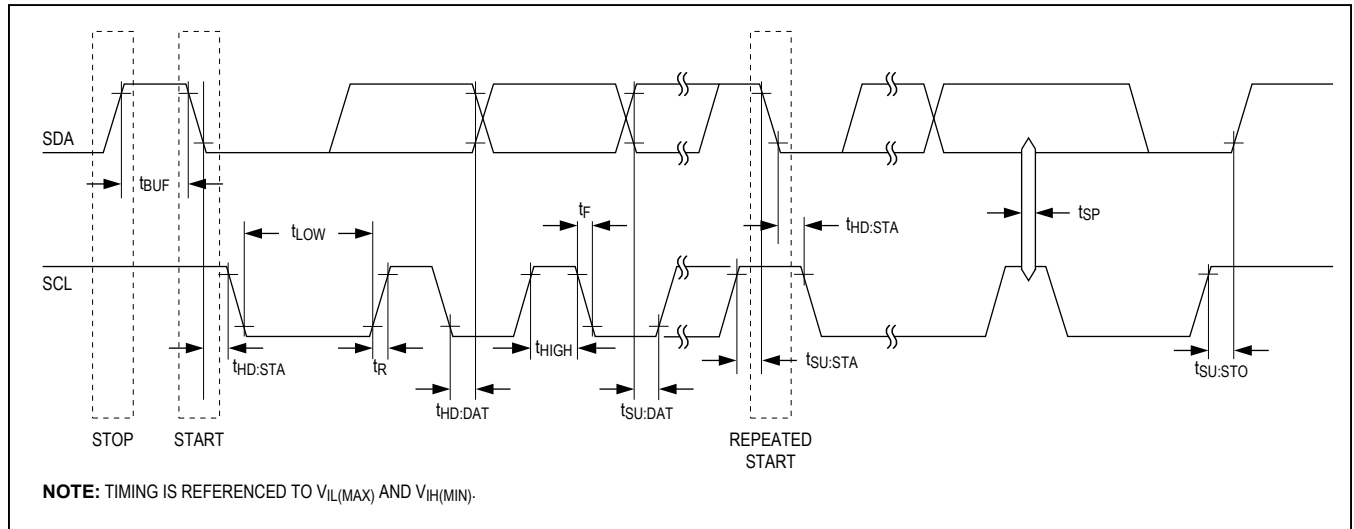 SDA
tBUF
tF
tSP
tLOW
tHD:STA
SCL
tHD:STA
tR
tHIGH
tSU:STA
tSU:STO
tHD:DAT
tSU:DAT
STOP
START
REPEATED
START
NOTE: TIMING IS REFERENCED TO VIL(MAX) AND VIH(MIN).